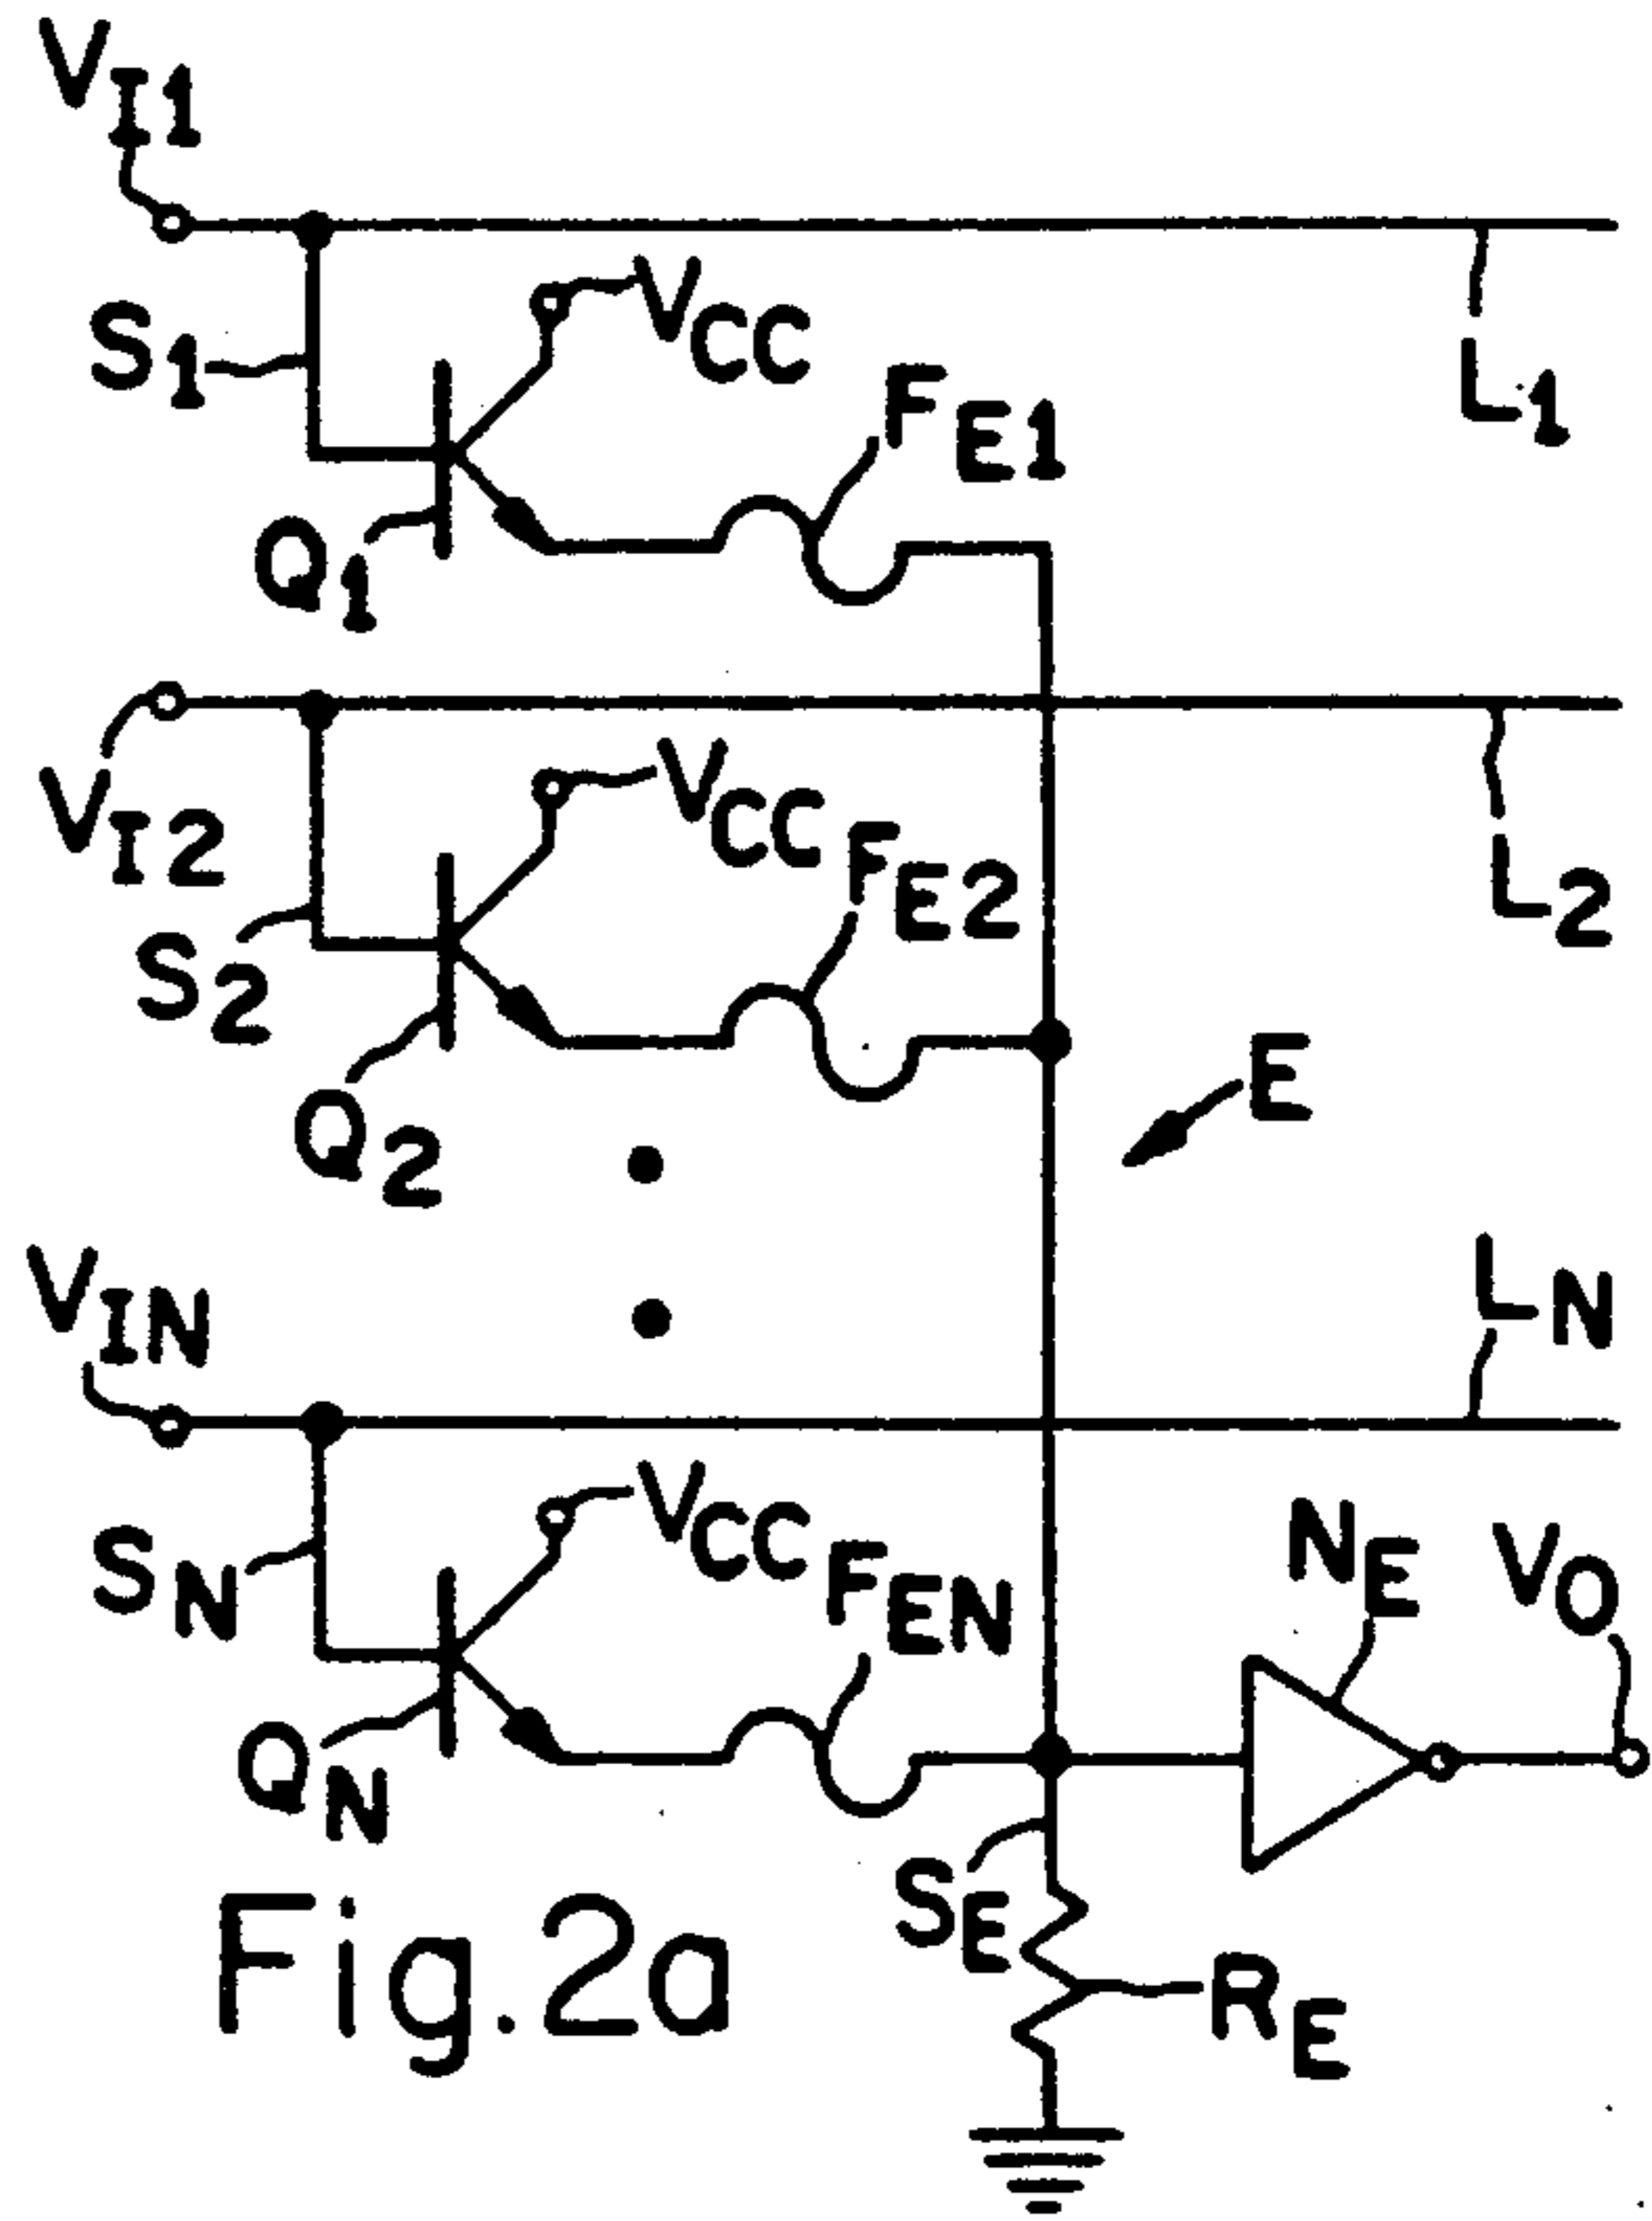 VI1
VCC
S1
FE1
L1
Q1
VI2
VCC
FE2
L2
S2
E
Q2
VIN
LN
VCC
NE
VO
SN
FEN
QN
SE
RE
Fig.2a